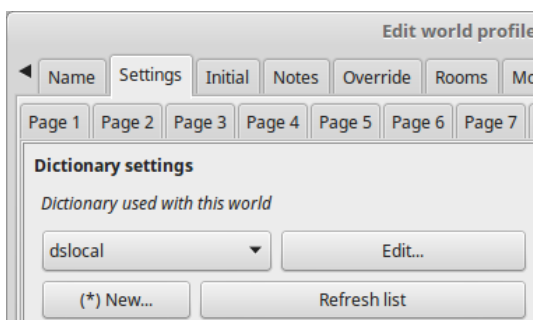 Edit world profile
Name Settings Initial Notes Override Rooms
Page 1 Page 2 Page 3 Page 4 Page 5 Page 6 Page 7
Dictionary settings
Dictionary used with this world
dslocal Edit...
(*) New... Refresh list